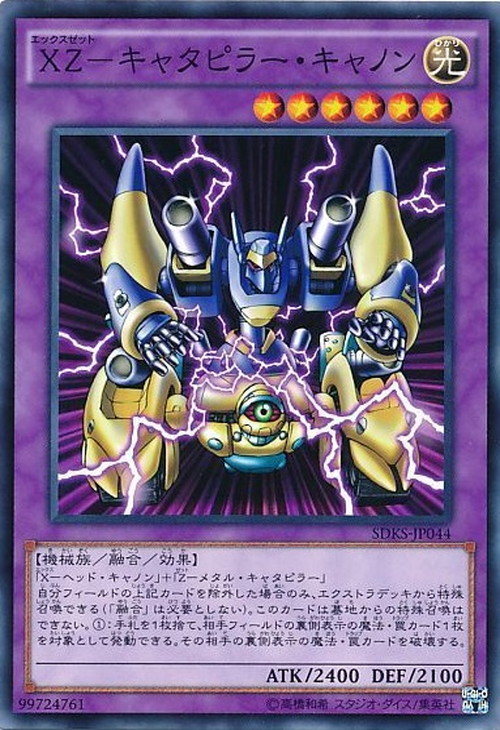 エックスゼット
XZ－キャタピラー・キャノン
ひかり
光
SDKS-JP044
【機械族／融合／効果】
「X－ヘッド・キャノン」＋「Z－メタル・キャタピラー」
自分フィールドの上記カードを除外した場合のみ、エクストラデッキから特殊
召喚できる（「融合」は必要としない）。このカードは墓地からの特殊召喚は
できない。①：手札を1枚捨て、相手フィールドの裏側表示の魔法・罠カード1枚
を対象として発動できる。その相手の裏側表示の魔法・罠カードを破壊する。
ATK/2400 DEF/2100
99724761
©高橋和希 スタジオ・ダイス/集英社